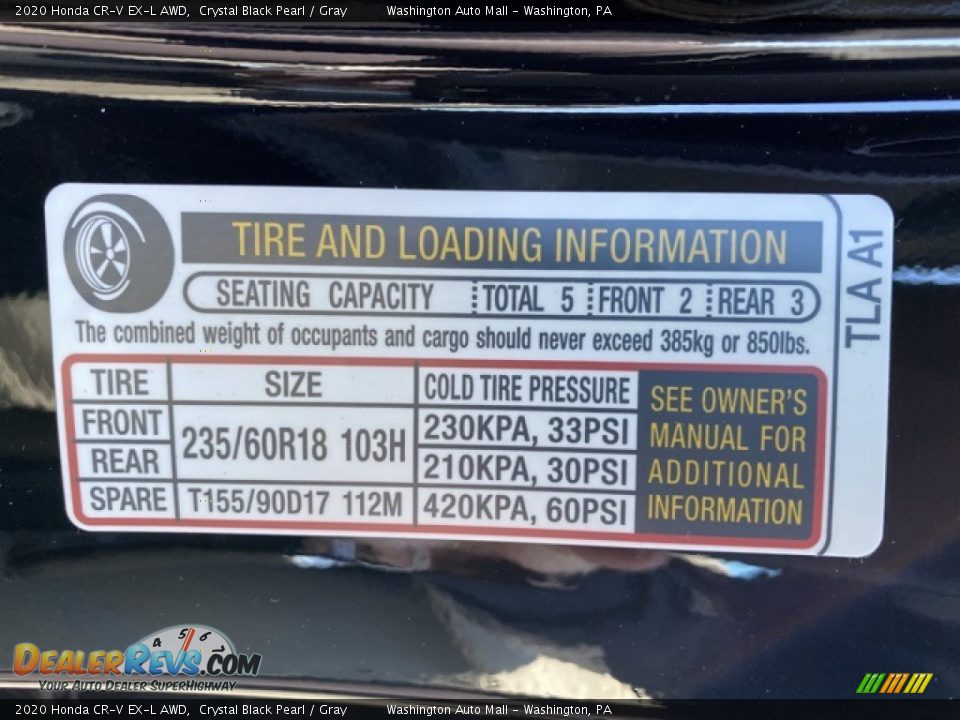 2020 Honda CR-V EX-L AWD,  Crystal Black Pearl / Gray        Washington Auto Mall - Washington, PA
TIRE AND LOADING INFORMATION
SEATING CAPACITY TOTAL 5 FRONT 2 REAR 3
The combined weight of occupants and cargo should never exceed 385kg or 850lbs.
TLA A1
TIRE SIZE COLD TIRE PRESSURE
FRONT 235/60R18 103H 230KPA, 33PSI
REAR 210KPA, 30PSI
SPARE T155/90D17 112M 420KPA, 60PSI
SEE OWNER'S
MANUAL FOR
ADDITIONAL
INFORMATION
4 5 6
DEALERREVS.COM
YOUR AUTO DEALER SUPERHIGHWAY
2020 Honda CR-V EX-L AWD,  Crystal Black Pearl / Gray        Washington Auto Mall - Washington, PA